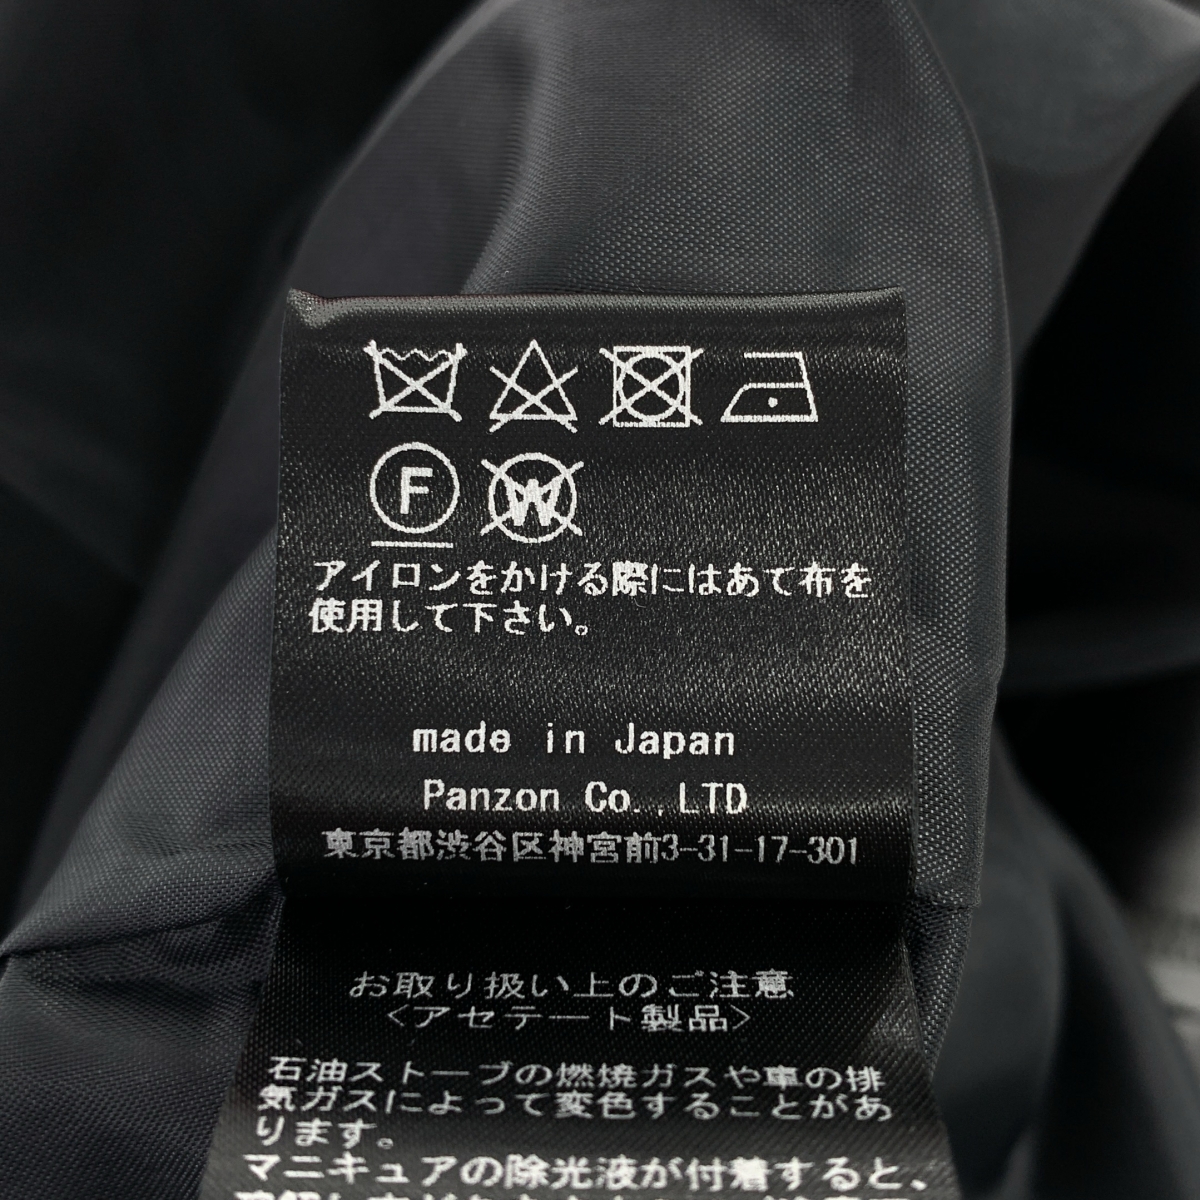 F W
アイロンをかける際にはあて布を
使用して下さい。
made in Japan
Panzon Co.,LTD
東京都渋谷区神宮前3-31-17-301
お取り扱い上のご注意
〈アセテート製品〉
石油ストーブの燃焼ガスや車の排
気ガスによって変色することがあ
ります。
マニキュアの除光液が付着すると、